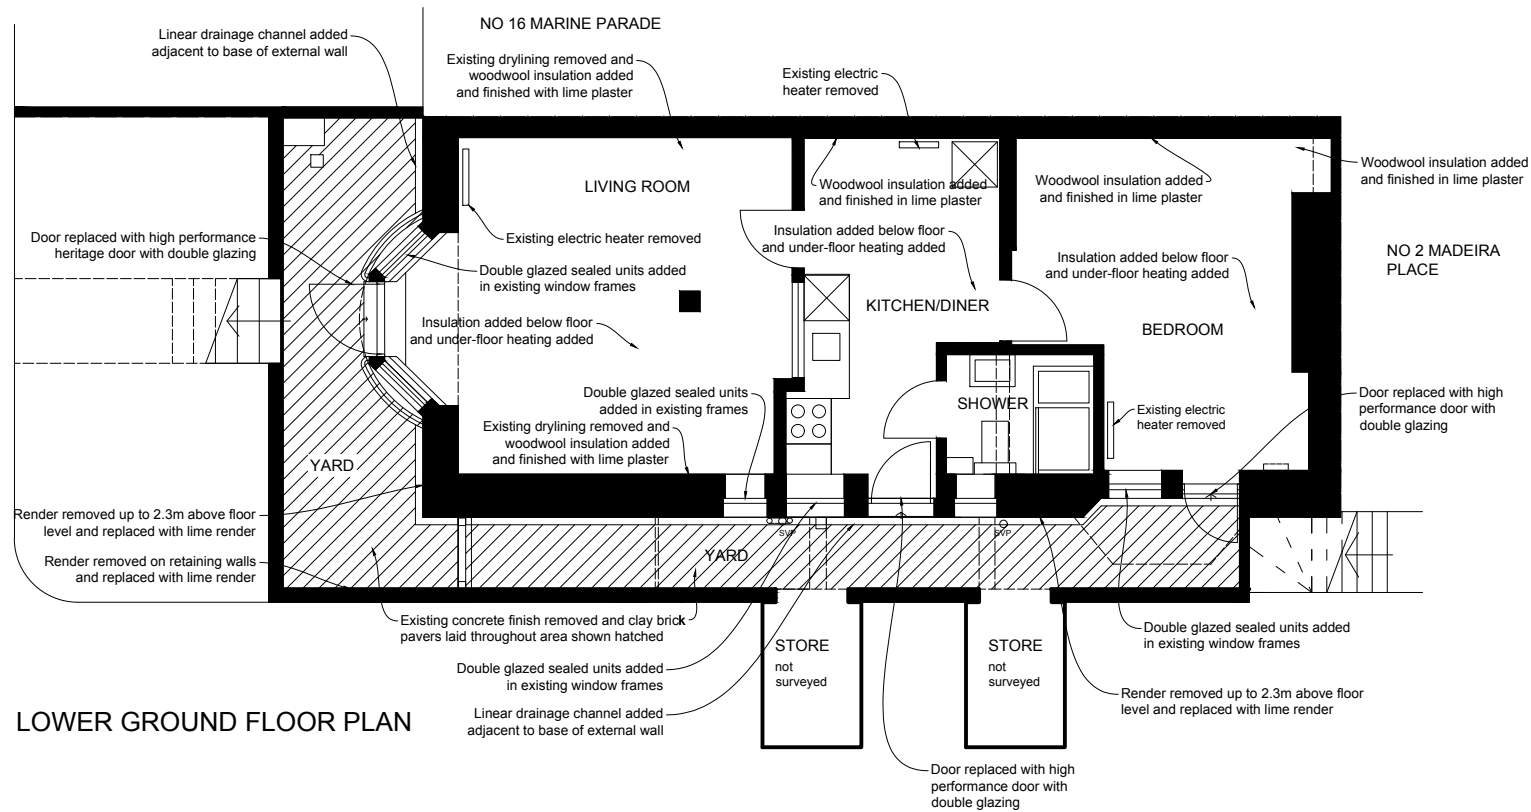 NO 16 MARINE PARADE
Linear drainage channel added
adjacent to base of external wall
Existing drylining removed and
woodwool insulation added
and finished with lime plaster
Existing electric
heater removed
Woodwool insulation added
and finished in lime plaster
LIVING ROOM
Woodwool insulation added
and finished in lime plaster
Woodwool insulation added
and finished in lime plaster
Door replaced with high performance
heritage door with double glazing
Existing electric heater removed
Insulation added below floor
and under-floor heating added
Insulation added below floor
and under-floor heating added
NO 2 MADEIRA
PLACE
Double glazed sealed units added
in existing window frames
KITCHEN/DINER
Insulation added below floor
and under-floor heating added
BEDROOM
Double glazed sealed units
added in existing frames
SHOWER
Existing electric
heater removed
Door replaced with high
performance door with
double glazing
Existing drylining removed and
woodwool insulation added
and finished with lime plaster
YARD
Render removed up to 2.3m above floor
level and replaced with lime render
SVP
SVP
YARD
Render removed on retaining walls
and replaced with lime render
Existing concrete finish removed and clay brick
pavers laid throughout area shown hatched
STORE
not
surveyed
STORE
not
surveyed
Double glazed sealed units added
in existing window frames
Double glazed sealed units added
in existing window frames
Render removed up to 2.3m above floor
level and replaced with lime render
Linear drainage channel added
adjacent to base of external wall
LOWER GROUND FLOOR PLAN
Door replaced with high
performance door with
double glazing